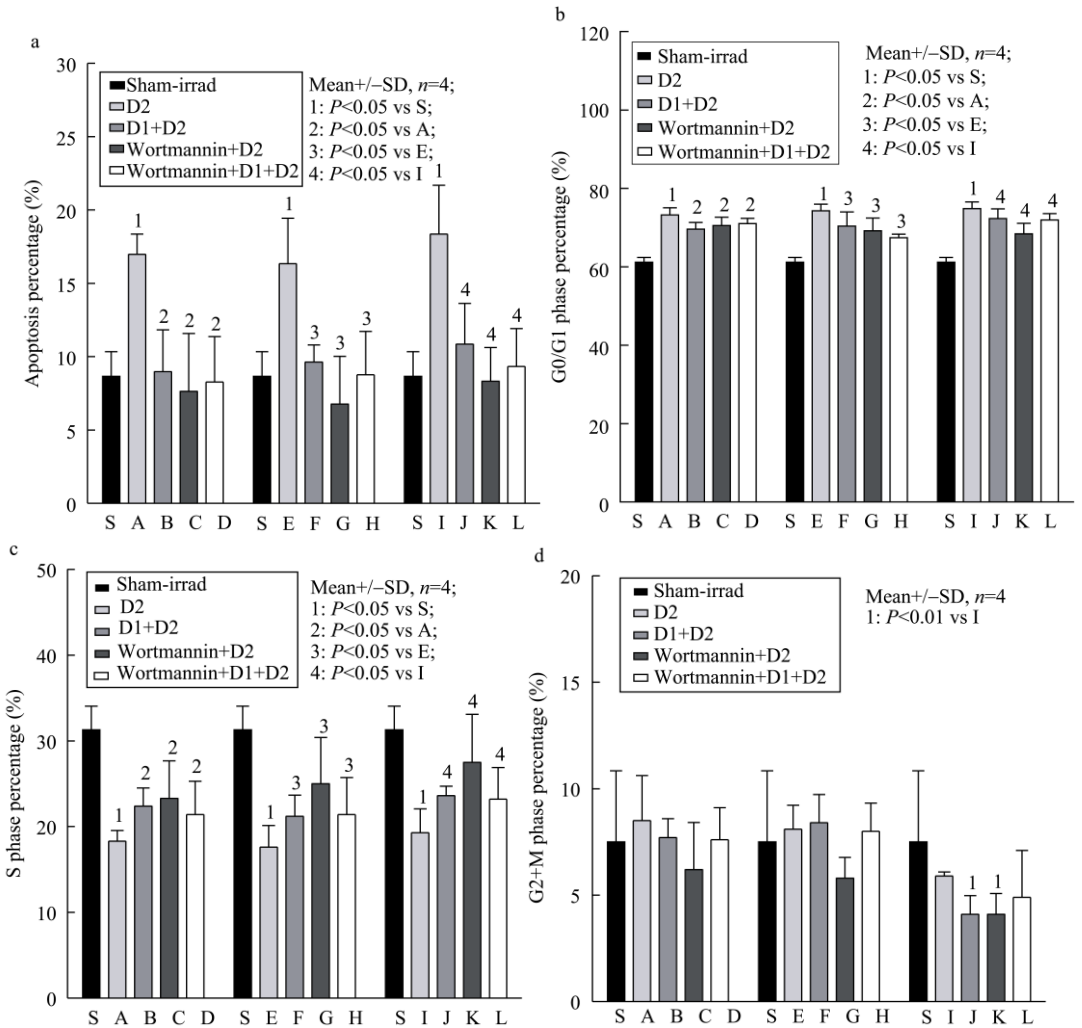 a
Apoptosis percentage (%)
30
25
20
15
10
5
0
Sham-irrad
D2
D1+D2
Wortmannin+D2
Wortmannin+D1+D2
Mean+/−SD, n=4;
1: P<0.05 vs S;
2: P<0.05 vs A;
3: P<0.05 vs E;
4: P<0.05 vs I
1 2 2 2 1 3 3 3 1 4 4 4
S A B C D S E F G H S I J K L
b
G0/G1 phase percentage (%)
120
100
80
60
40
20
0
Sham-irrad
D2
D1+D2
Wortmannin+D2
Wortmannin+D1+D2
Mean+/−SD, n=4;
1: P<0.05 vs S;
2: P<0.05 vs A;
3: P<0.05 vs E;
4: P<0.05 vs I
1 2 2 2 1 3 3 3 1 4 4 4
S A B C D S E F G H S I J K L
c
S phase percentage (%)
50
40
30
20
10
0
Sham-irrad
D2
D1+D2
Wortmannin+D2
Wortmannin+D1+D2
Mean+/−SD, n=4;
1: P<0.05 vs S;
2: P<0.05 vs A;
3: P<0.05 vs E;
4: P<0.05 vs I
1 2 2 2 1 3 3 3 1 4 4 4
S A B C D S E F G H S I J K L
d
G2+M phase percentage (%)
20
15
10
5
0
Sham-irrad
D2
D1+D2
Wortmannin+D2
Wortmannin+D1+D2
Mean+/−SD, n=4
1: P<0.01 vs I
1 1
S A B C D S E F G H S I J K L